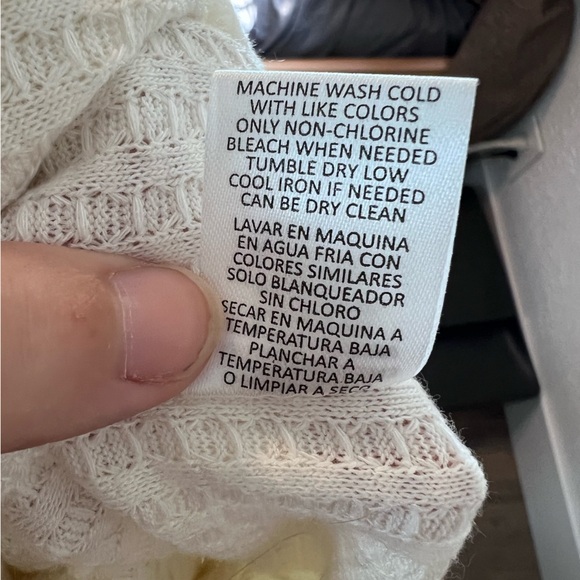 MACHINE WASH COLD
WITH LIKE COLORS
ONLY NON-CHLORINE
BLEACH WHEN NEEDED
TUMBLE DRY LOW
COOL IRON IF NEEDED
CAN BE DRY CLEAN
LAVAR EN MAQUINA
EN AGUA FRIA CON
COLORES SIMILARES
SOLO BLANQUEADOR
SIN CLORO
SECAR EN MAQUINA A
TEMPERATURA BAJA
PLANCHAR A
TEMPERATURA BAJA
O LIMPIAR A SECO